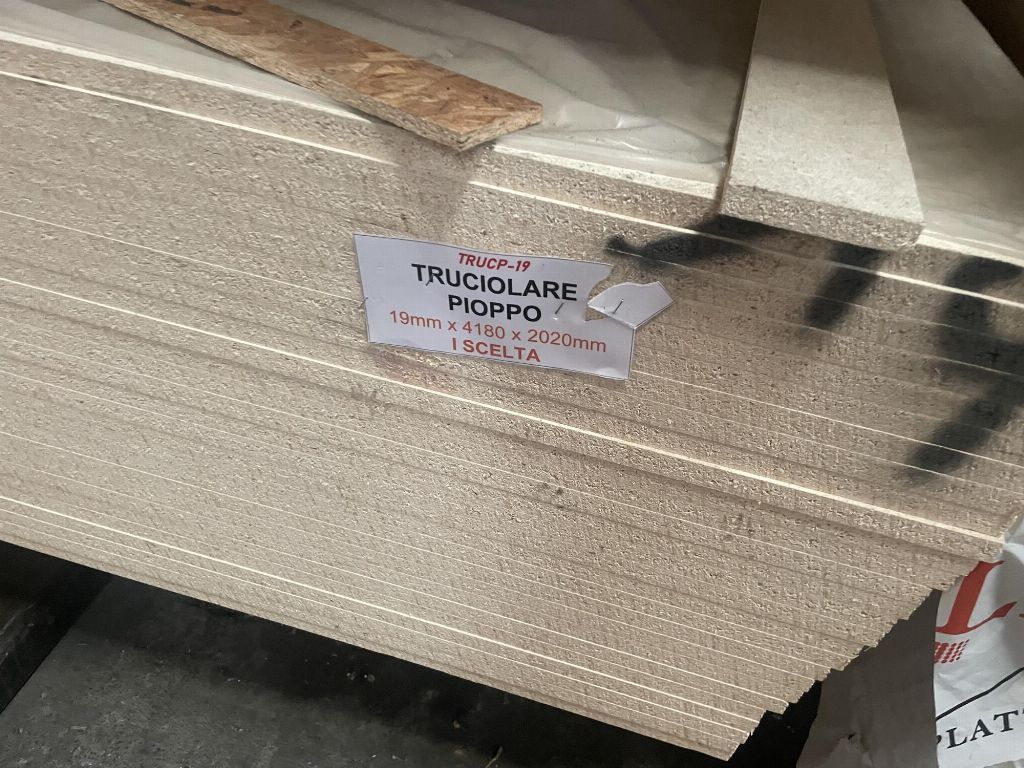 TRUCP-19
TRUCIOLARE
PIOPPO
19mm x 4180 x 2020mm
I SCELTA